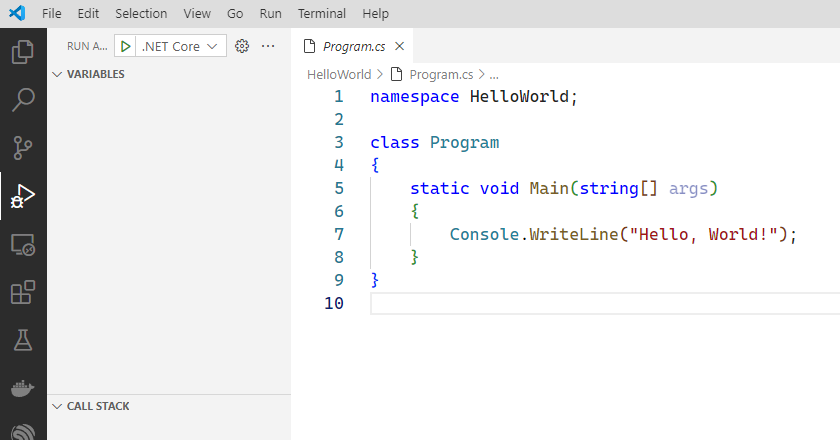 File Edit Selection View Go Run Terminal Help
RUN A... .NET Core ...
VARIABLES
CALL STACK
Program.cs
HelloWorld > Program.cs > ...
1 namespace HelloWorld;
2
3 class Program
4 {
5     static void Main(string[] args)
6     {
7         Console.WriteLine("Hello, World!");
8     }
9 }
10